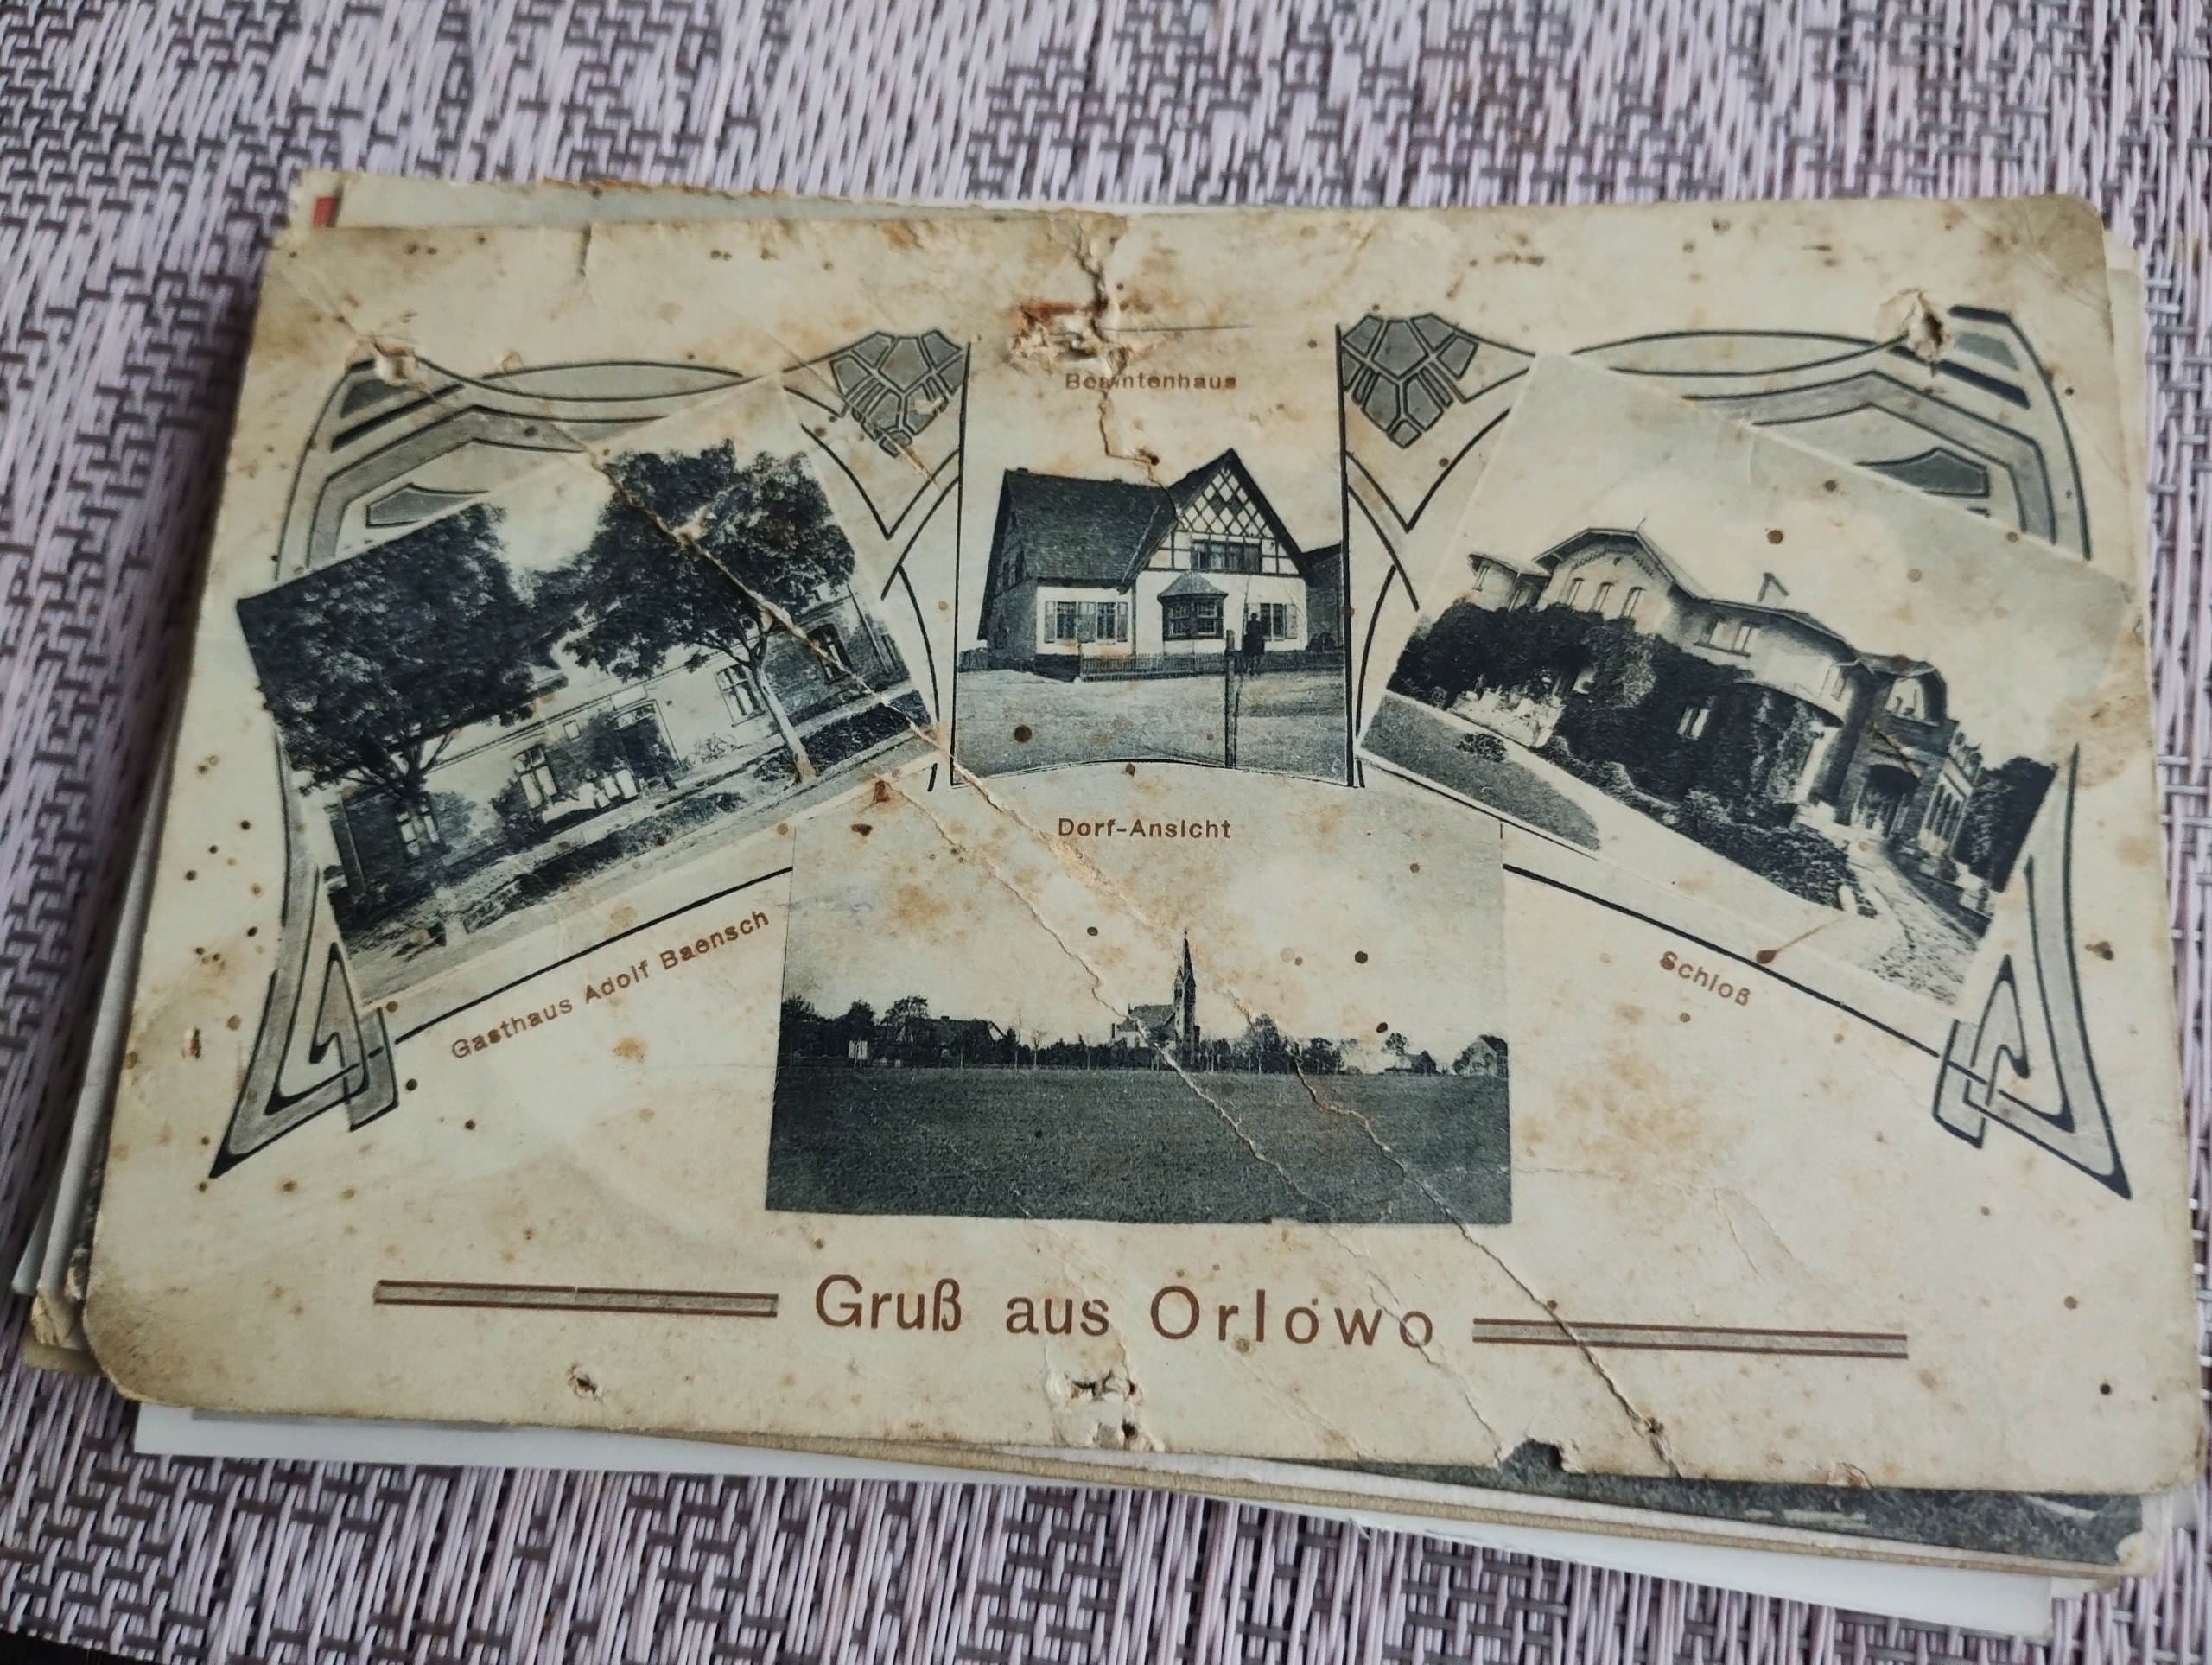 Beamtenhaus
Gasthaus Adolf Baensch
Dorf-Ansicht
Schloß
Gruß aus Orlowo